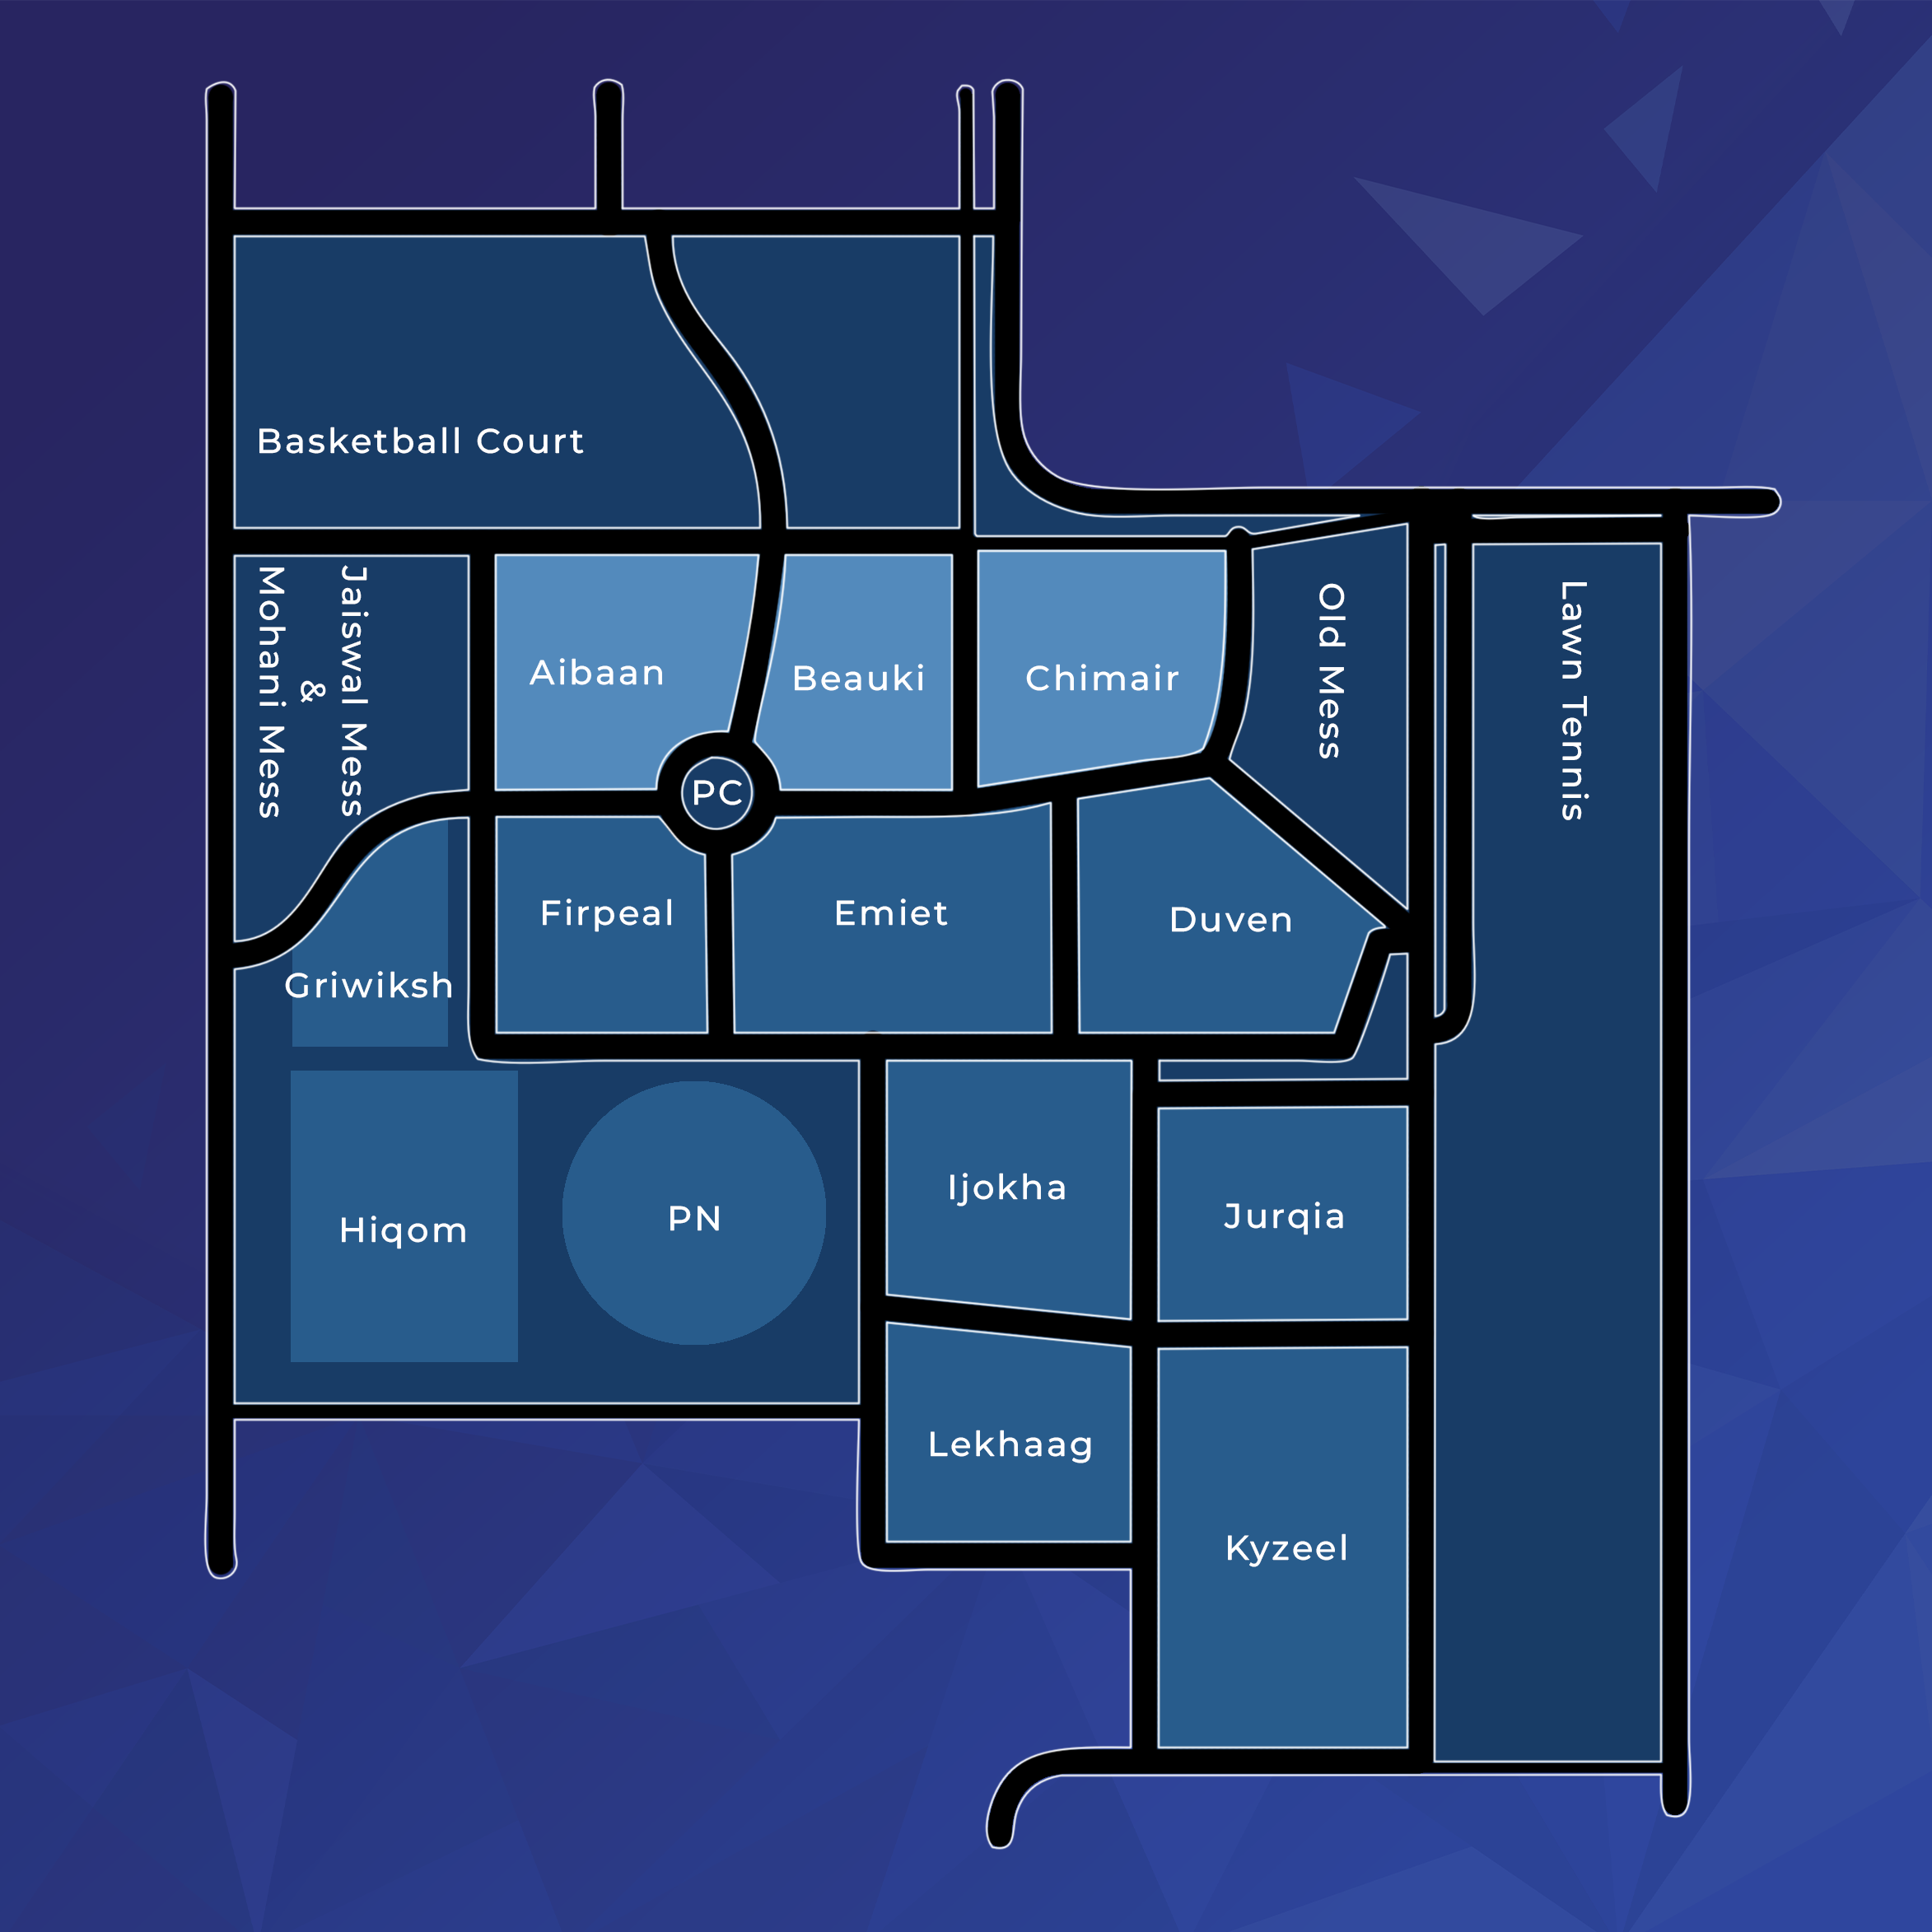 Basketball Court
Jaiswal Mess
&
Mohani Mess
Aibaan
Beauki
Chimair
Old Mess
Lawn Tennis
PC
Firpeal
Emiet
Duven
Griwiksh
Hiqom
PN
Ijokha
Jurqia
Lekhaag
Kyzeel